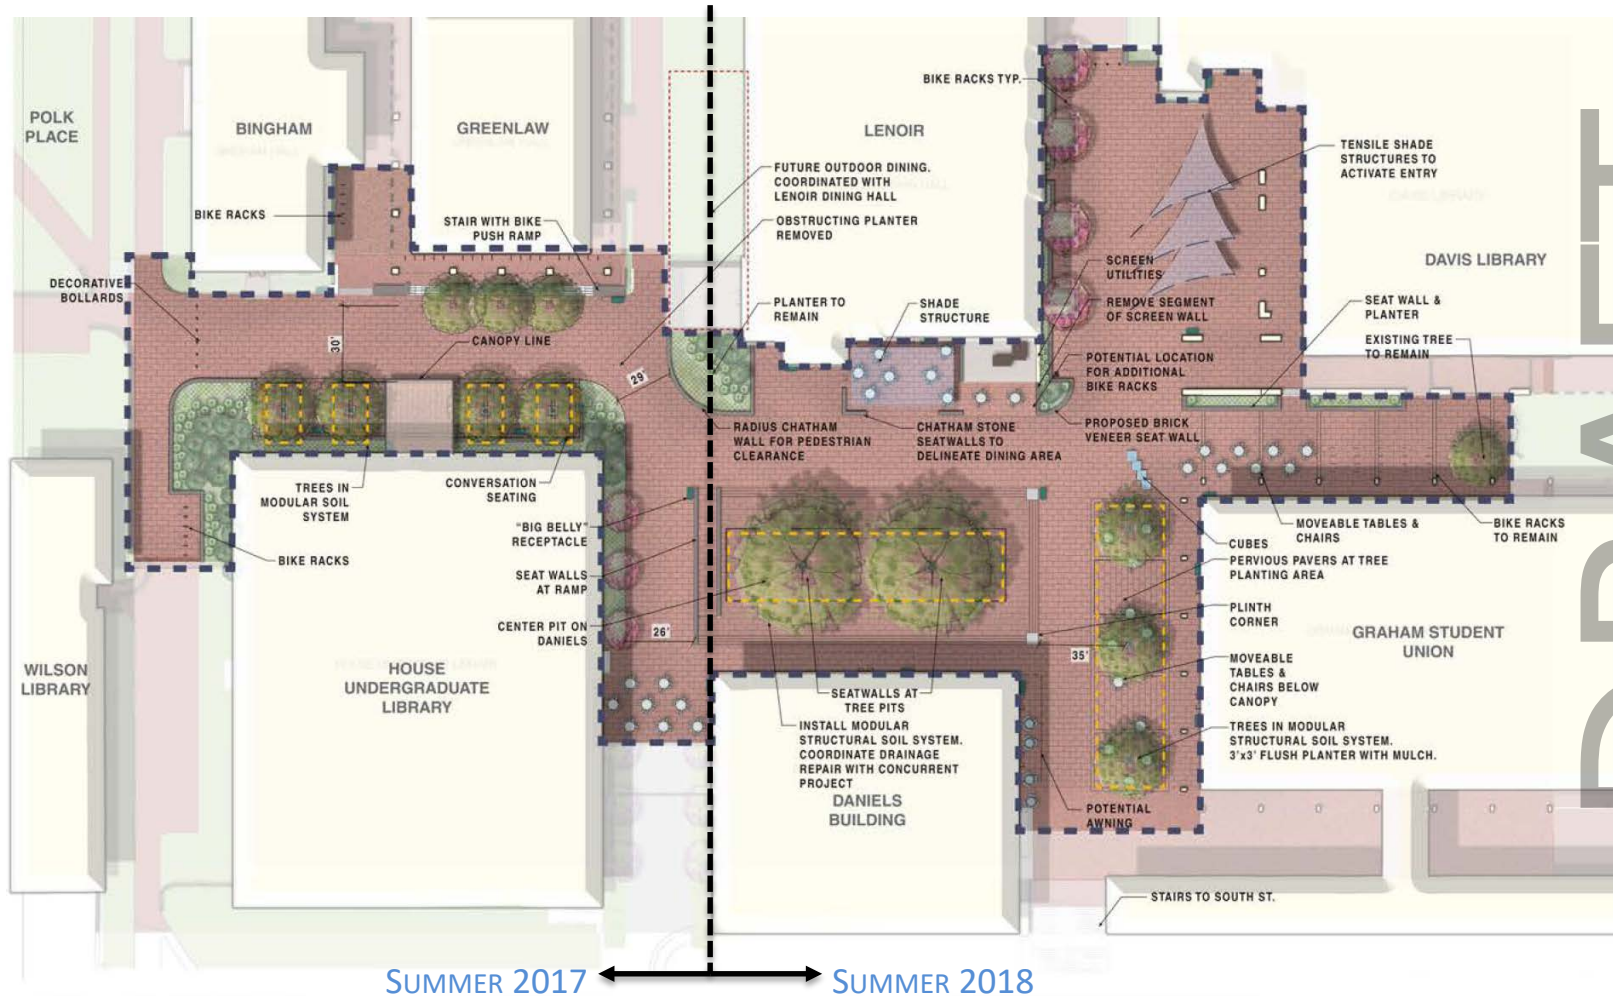 POLK
PLACE
BINGHAM
GREENLAW
LENOIR
BIKE RACKS TYP.
TENSILE SHADE
STRUCTURES TO
ACTIVATE ENTRY
FUTURE OUTDOOR DINING.
COORDINATED WITH
LENOIR DINING HALL
BIKE RACKS
STAIR WITH BIKE
PUSH RAMP
OBSTRUCTING PLANTER
REMOVED
DAVIS LIBRARY
DECORATIVE
BOLLARDS
SCREEN
UTILITIES
PLANTER TO
REMAIN
SHADE
STRUCTURE
REMOVE SEGMENT
OF SCREEN WALL
SEAT WALL &
PLANTER
EXISTING TREE
TO REMAIN
30'
CANOPY LINE
29'
POTENTIAL LOCATION
FOR ADDITIONAL
BIKE RACKS
RADIUS CHATHAM
WALL FOR PEDESTRIAN
CLEARANCE
CHATHAM STONE
SEATWALLS TO
DELINEATE DINING AREA
PROPOSED BRICK
VENEER SEAT WALL
TREES IN
MODULAR SOIL
SYSTEM
CONVERSATION
SEATING
"BIG BELLY"
RECEPTACLE
MOVEABLE TABLES &
CHAIRS
BIKE RACKS
TO REMAIN
CUBES
BIKE RACKS
SEAT WALLS
AT RAMP
PERVIOUS PAVERS AT TREE
PLANTING AREA
CENTER PIT ON
DANIELS
26'
PLINTH
CORNER
35'
WILSON
LIBRARY
HOUSE
UNDERGRADUATE
LIBRARY
GRAHAM STUDENT
UNION
MOVEABLE
TABLES &
CHAIRS BELOW
CANOPY
SEATWALLS AT
TREE PITS
INSTALL MODULAR
STRUCTURAL SOIL SYSTEM.
COORDINATE DRAINAGE
REPAIR WITH CONCURRENT
PROJECT
TREES IN MODULAR
STRUCTURAL SOIL SYSTEM.
3'x3' FLUSH PLANTER WITH MULCH.
DANIELS
BUILDING
POTENTIAL
AWNING
STAIRS TO SOUTH ST.
SUMMER 2017
SUMMER 2018